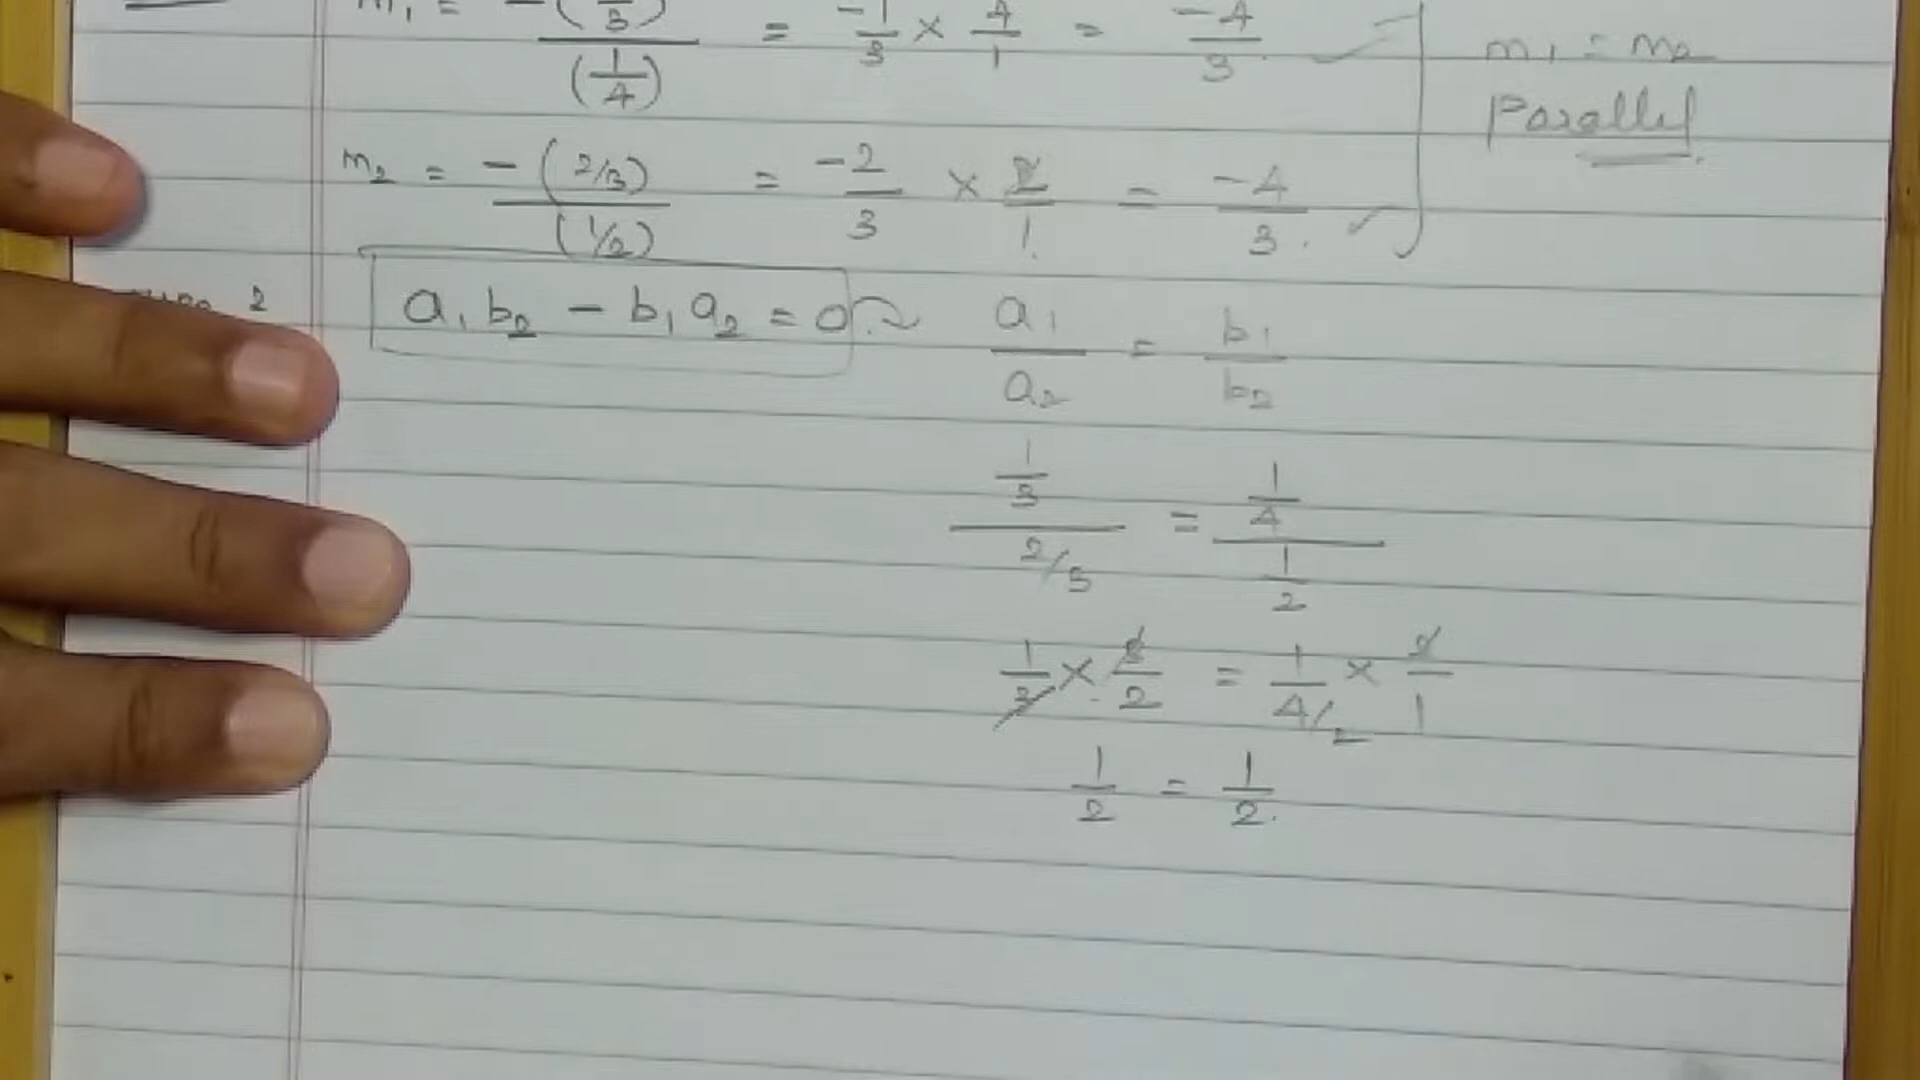 m₁ = -(1/3) / (1/4) = -1/3 × 4/1 = -4/3
m₁ = m₂
Parallel
m₂ = -(2/3) / (1/2) = -2/3 × 2/1 = -4/3
2
a₁b₂ - b₁a₂ = 0
a₁/a₂ = b₁/b₂
(1/3) / (2/3) = (1/4) / (1/2)
1/3 × 3/2 = 1/4 2 × 2/1
1/2 = 1/2